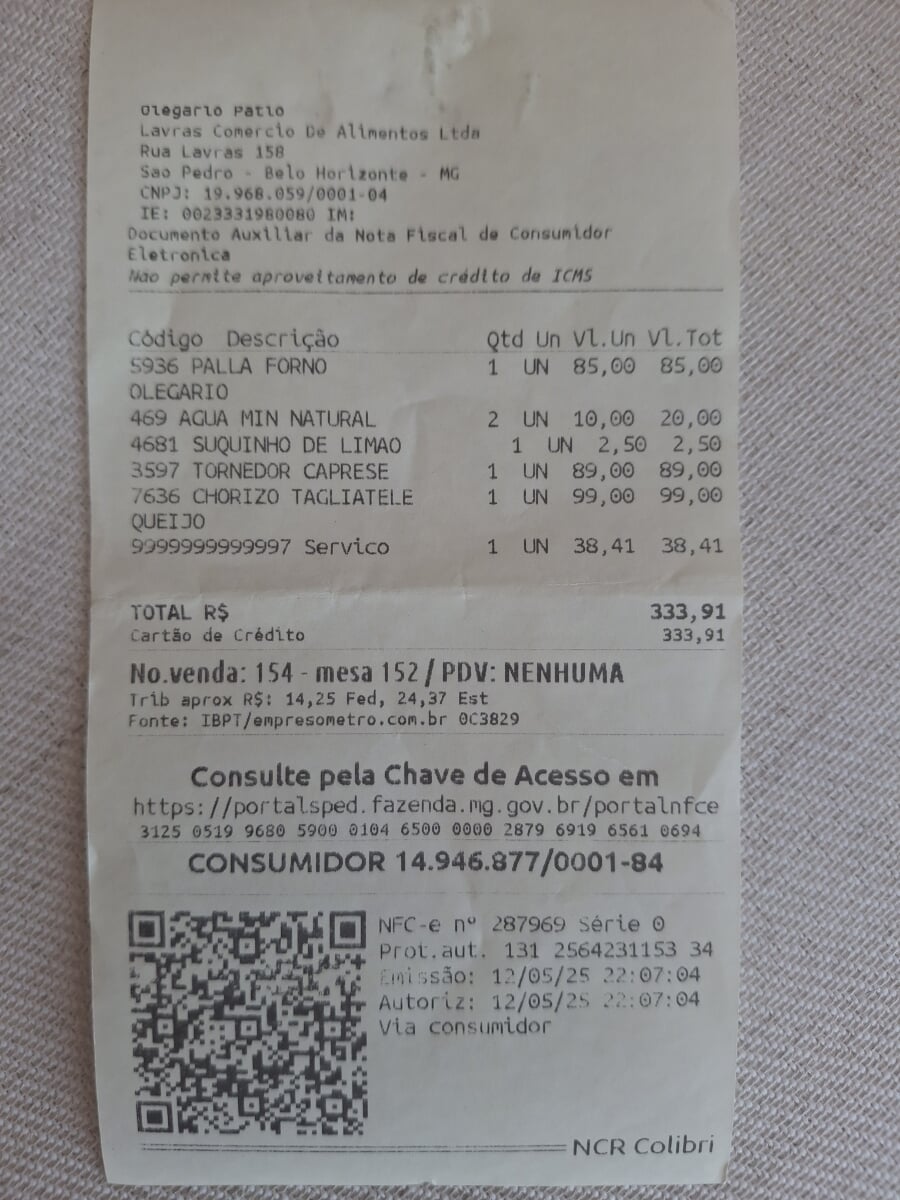 Olegario Patio
Lavras Comercio De Alimentos Ltda
Rua Lavras 158
Sao Pedro - Belo Horizonte - MG
CNPJ: 19.968.059/0001-04
IE: 0023331980080 IM:
Documento Auxiliar da Nota Fiscal de Consumidor
Eletronica
Nao permite aproveitamento de crédito de ICMS
Código Descrição Qtd Un Vl.Un Vl.Tot
5936 PALLA FORNO 1 UN 85,00 85,00
OLEGARIO
469 AGUA MIN NATURAL 2 UN 10,00 20,00
4681 SUQUINHO DE LIMAO 1 UN 2,50 2,50
3597 TORNEDOR CAPRESE 1 UN 89,00 89,00
7636 CHORIZO TAGLIATELE 1 UN 99,00 99,00
QUEIJO
9999999999997 Servico 1 UN 38,41 38,41
TOTAL R$ 333,91
Cartão de Crédito 333,91
No.venda: 154 - mesa 152 / PDV: NENHUMA
Trib aprox R$: 14,25 Fed, 24,37 Est
Fonte: IBPT/empresometro.com.br 0C3829
Consulte pela Chave de Acesso em
https://portalsped.fazenda.mg.gov.br/portalnfce
3125 0519 9680 5900 0104 6500 0000 2879 6919 6561 0694
CONSUMIDOR 14.946.877/0001-84
NFC-e nº 287969 Série 0
Prot.aut. 131 2564231153 34
Emissão: 12/05/25 22:07:04
Autoriz: 12/05/25 22:07:04
Via consumidor
NCR Colibri